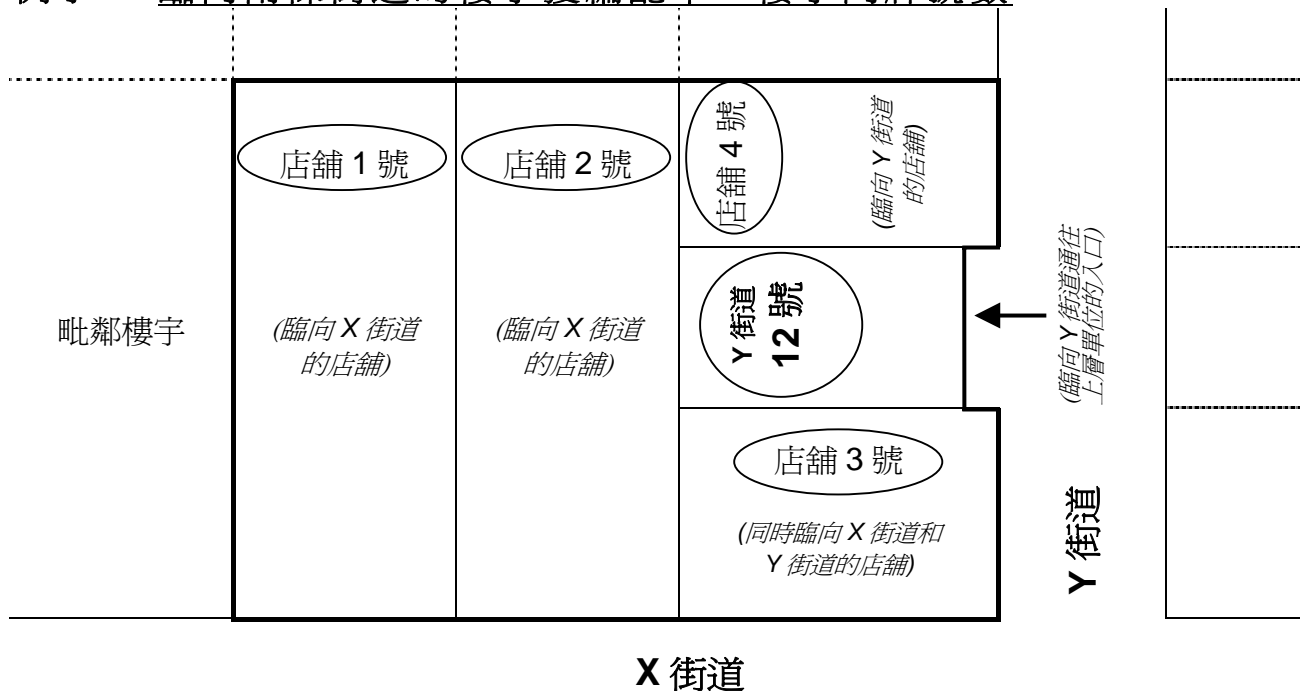 店舖 1 號
店舖 2 號
店舖 4 號
(臨向 Y 街道
的店舖)
毗鄰樓宇
(臨向 X 街道
的店舖)
(臨向 X 街道
的店舖)
Y 街道
12 號
(臨向 Y 街道通往
上層單位的入口)
店舖 3 號
(同時臨向 X 街道和
Y 街道的店舖)
Y 街道
X 街道